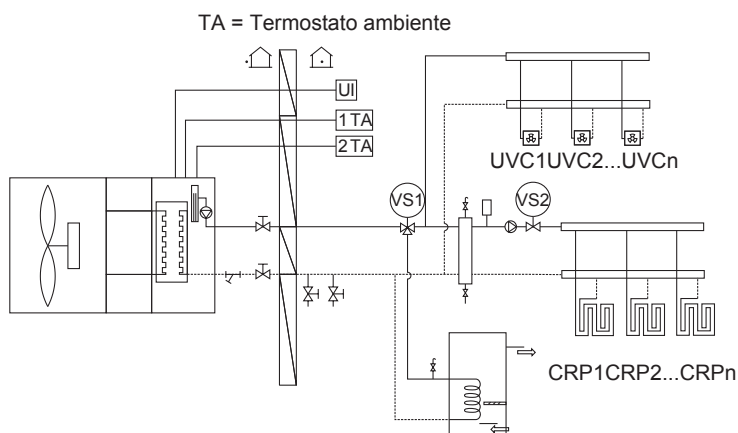 TA = Termostato ambiente
UI
1 TA
2 TA
UVC1UVC2...UVCn
VS1
VS2
CRP1CRP2...CRPn